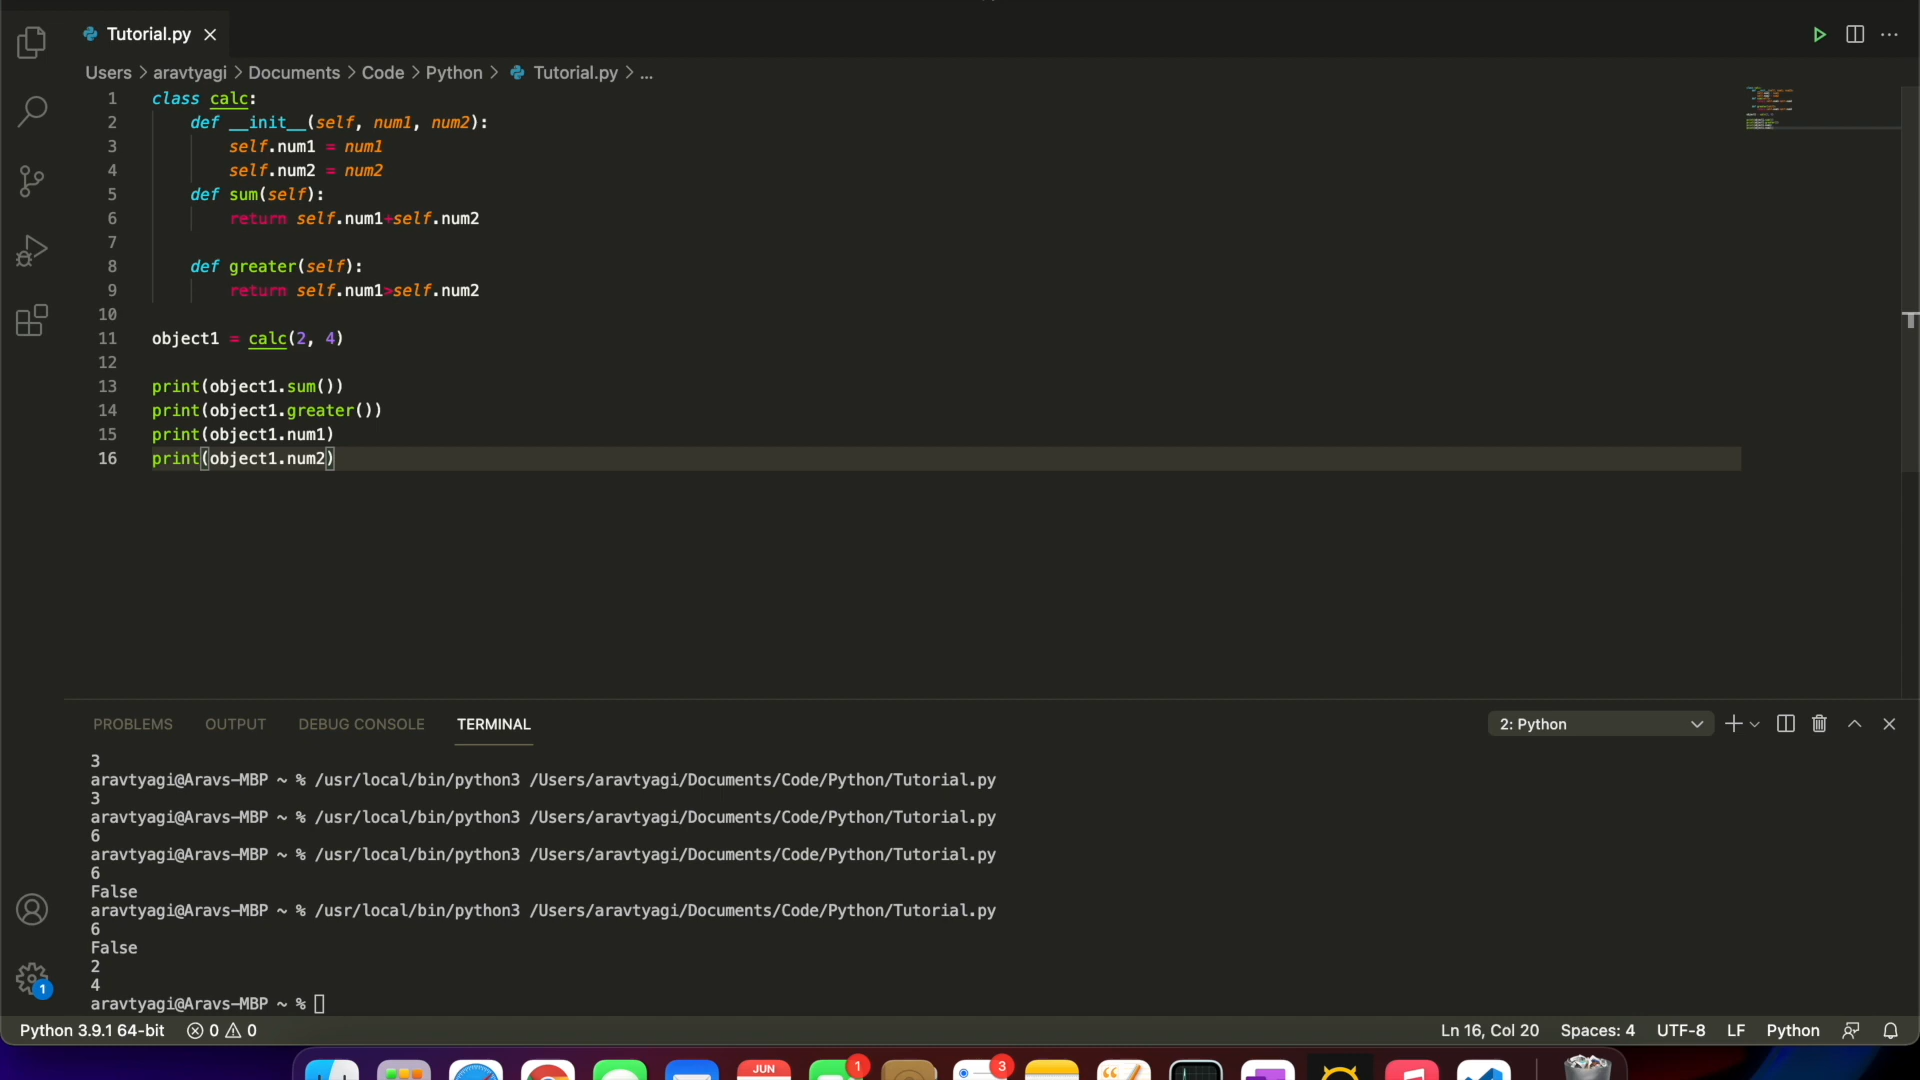 Tutorial.py
Users > aravtyagi > Documents > Code > Python > Tutorial.py > ...
1 class calc:
2     def __init__(self, num1, num2):
3         self.num1 = num1
4         self.num2 = num2
5     def sum(self):
6         return self.num1+self.num2
7
8     def greater(self):
9         return self.num1>self.num2
10
11 object1 = calc(2, 4)
12
13 print(object1.sum())
14 print(object1.greater())
15 print(object1.num1)
16 print(object1.num2)
PROBLEMS OUTPUT DEBUG CONSOLE TERMINAL 2: Python
3
aravtyagi@Aravs-MBP ~ % /usr/local/bin/python3 /Users/aravtyagi/Documents/Code/Python/Tutorial.py
3
aravtyagi@Aravs-MBP ~ % /usr/local/bin/python3 /Users/aravtyagi/Documents/Code/Python/Tutorial.py
6
aravtyagi@Aravs-MBP ~ % /usr/local/bin/python3 /Users/aravtyagi/Documents/Code/Python/Tutorial.py
6
False
aravtyagi@Aravs-MBP ~ % /usr/local/bin/python3 /Users/aravtyagi/Documents/Code/Python/Tutorial.py
6
False
2
4
aravtyagi@Aravs-MBP ~ %
1
Python 3.9.1 64-bit 0 0 Ln 16, Col 20 Spaces: 4 UTF-8 LF Python
JUN 1 3